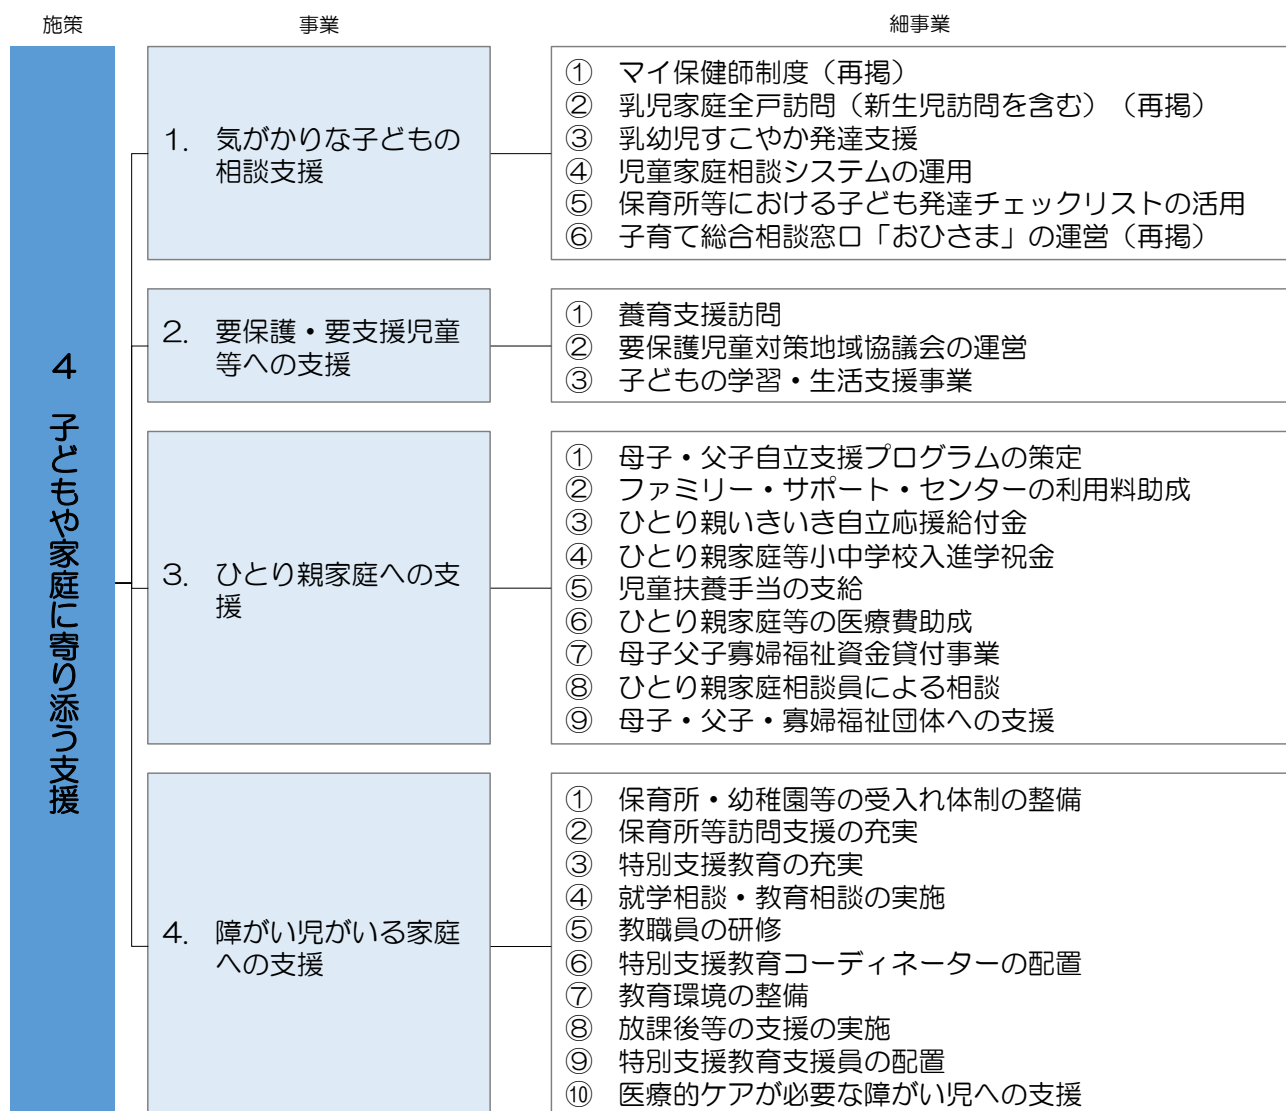 施策
事業
細事業
4 子どもや家庭に寄り添う支援
1. 気がかりな子どもの
相談支援
① マイ保健師制度（再掲）
② 乳児家庭全戸訪問（新生児訪問を含む）（再掲）
③ 乳幼児すこやか発達支援
④ 児童家庭相談システムの運用
⑤ 保育所等における子ども発達チェックリストの活用
⑥ 子育て総合相談窓口「おひさま」の運営（再掲）
2. 要保護・要支援児童
等への支援
① 養育支援訪問
② 要保護児童対策地域協議会の運営
③ 子どもの学習・生活支援事業
3. ひとり親家庭への支
援
① 母子・父子自立支援プログラムの策定
② ファミリー・サポート・センターの利用料助成
③ ひとり親いきいき自立応援給付金
④ ひとり親家庭等小中学校入進学祝金
⑤ 児童扶養手当の支給
⑥ ひとり親家庭等の医療費助成
⑦ 母子父子寡婦福祉資金貸付事業
⑧ ひとり親家庭相談員による相談
⑨ 母子・父子・寡婦福祉団体への支援
4. 障がい児がいる家庭
への支援
① 保育所・幼稚園等の受入れ体制の整備
② 保育所等訪問支援の充実
③ 特別支援教育の充実
④ 就学相談・教育相談の実施
⑤ 教職員の研修
⑥ 特別支援教育コーディネーターの配置
⑦ 教育環境の整備
⑧ 放課後等の支援の実施
⑨ 特別支援教育支援員の配置
⑩ 医療的ケアが必要な障がい児への支援